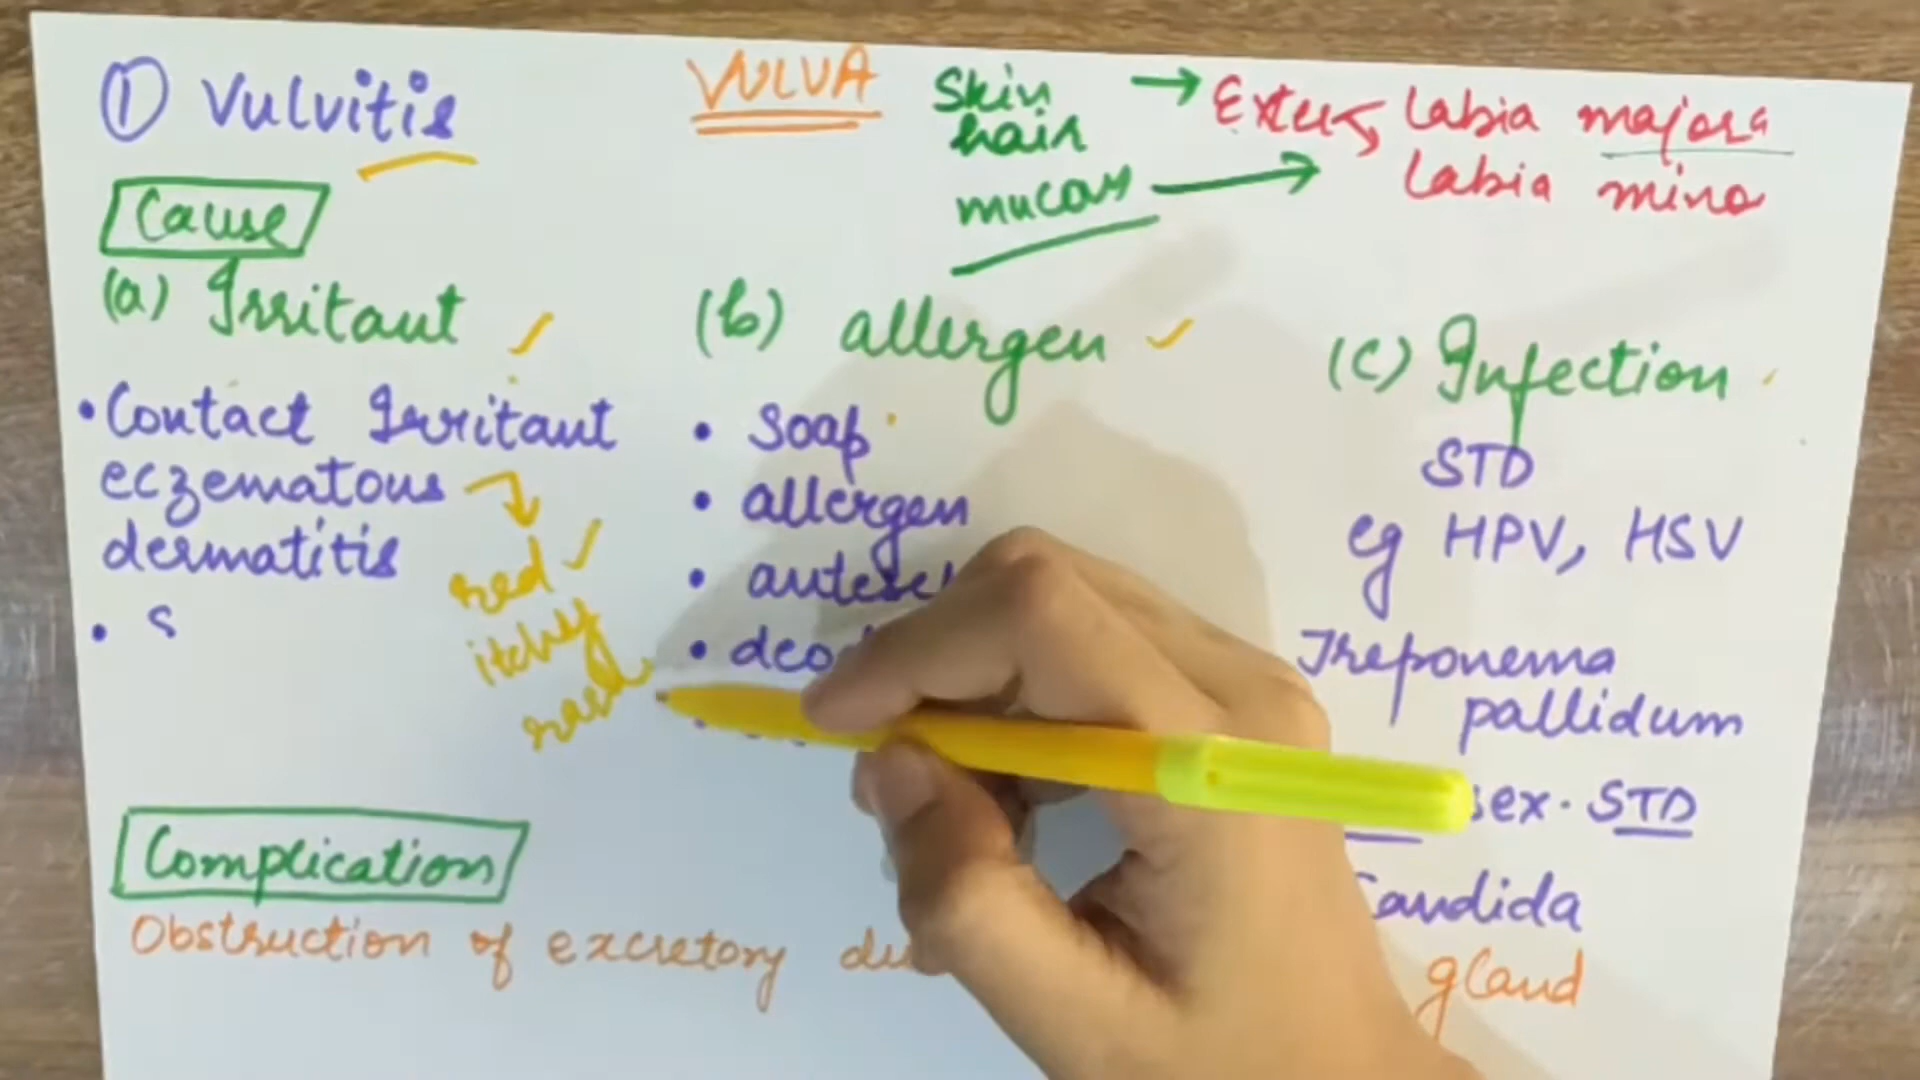 ① Vulvitis
VULVA
Skin
hair
mucosa
→ Exter
Labia majora
Labia mino
Cause
(a) Irritant ✓
• Contact Irritant
eczematous
dermatitis
• S
red ✓
itchy
rash
(b) allergen ✓
• Soap
• allergen
•
•
(c) Infection
STD
eg HPV, HSV
Treponema
pallidum
sex. STD
Candida
Complication
Obstruction of excretory
gland